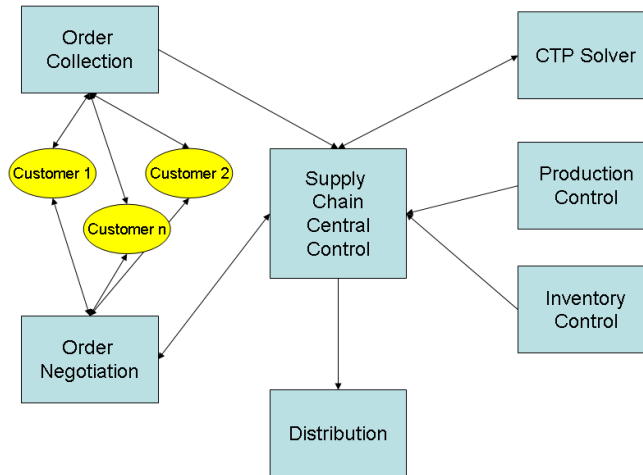 Order
Collection
CTP Solver
Customer 1
Customer 2
Customer n
Supply
Chain
Central
Control
Production
Control
Inventory
Control
Order
Negotiation
Distribution